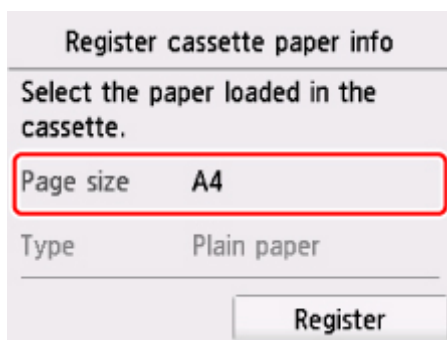 Register cassette paper info
Select the paper loaded in the
cassette.
Page size A4
Type Plain paper
Register